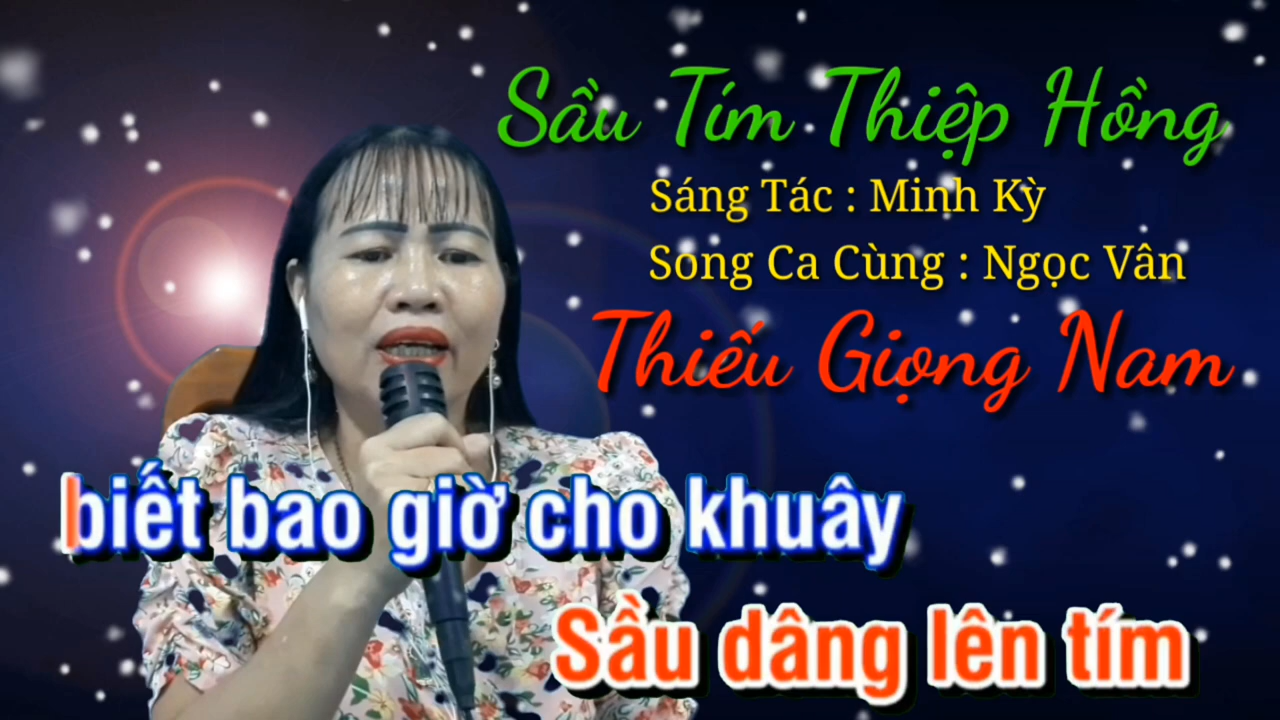 Sầu Tím Thiệp Hồng
Sáng Tác : Minh Kỳ
Song Ca Cùng : Ngọc Vân
Thiếu Giọng Nam
biết bao giờ cho khuây
Sầu dâng lên tím